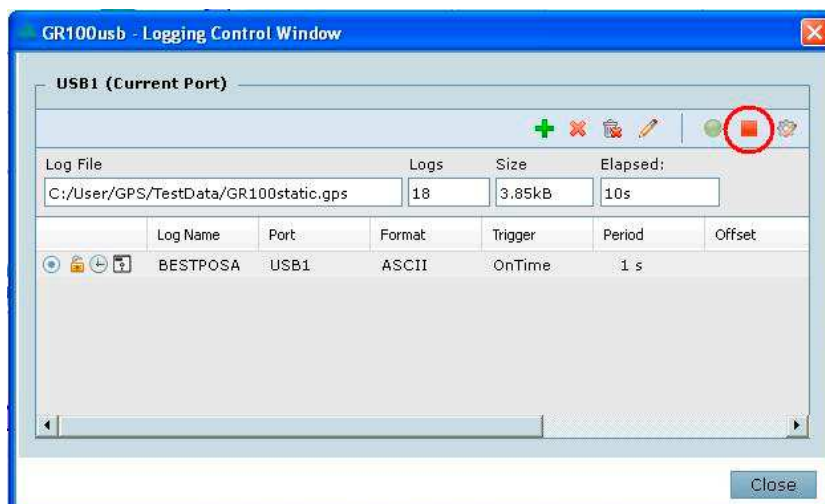 GR100usb - Logging Control Window
USB1 (Current Port)
Log File Logs Size Elapsed:
C:/User/GPS/TestData/GR100static.gps 18 3.85kB 10s
Log Name Port Format Trigger Period Offset
BESTPOSA USB1 ASCII OnTime 1 s
Close